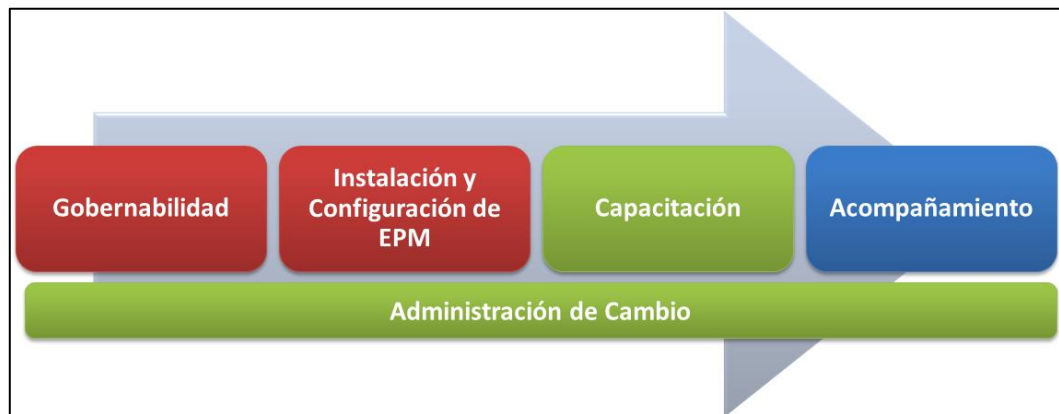 Gobernabilidad
Instalación y
Configuración de
EPM
Capacitación
Acompañamiento
Administración de Cambio